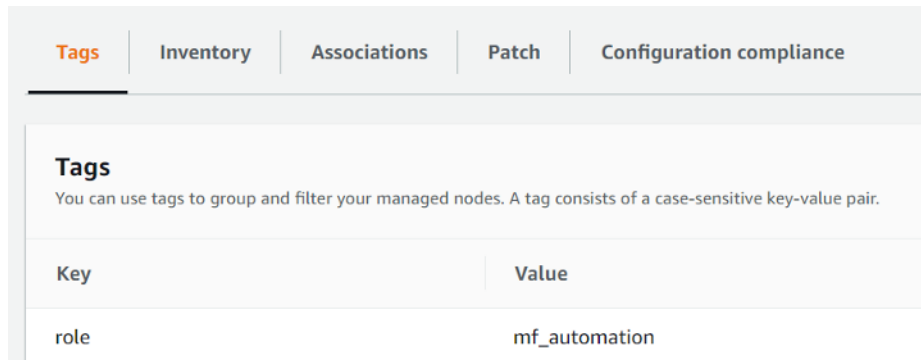 Tags Inventory Associations Patch Configuration compliance
Tags
You can use tags to group and filter your managed nodes. A tag consists of a case-sensitive key-value pair.
Key Value
role mf_automation